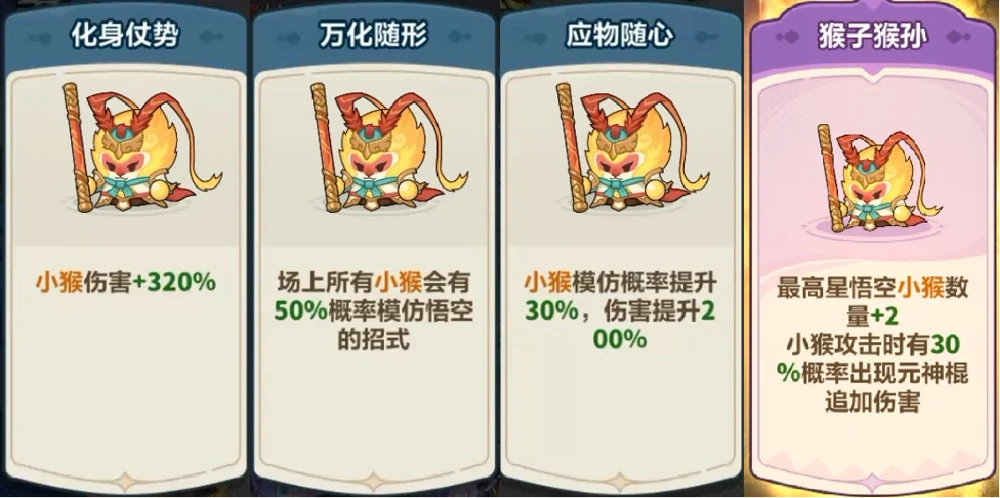 化身仗势
小猴伤害+320%
万化随形
场上所有小猴会有
50%概率模仿悟空
的招式
应物随心
小猴模仿概率提升
30%，伤害提升2
00%
猴子猴孙
最高星悟空小猴数
量+2
小猴攻击时有30
%概率出现元神棍
追加伤害